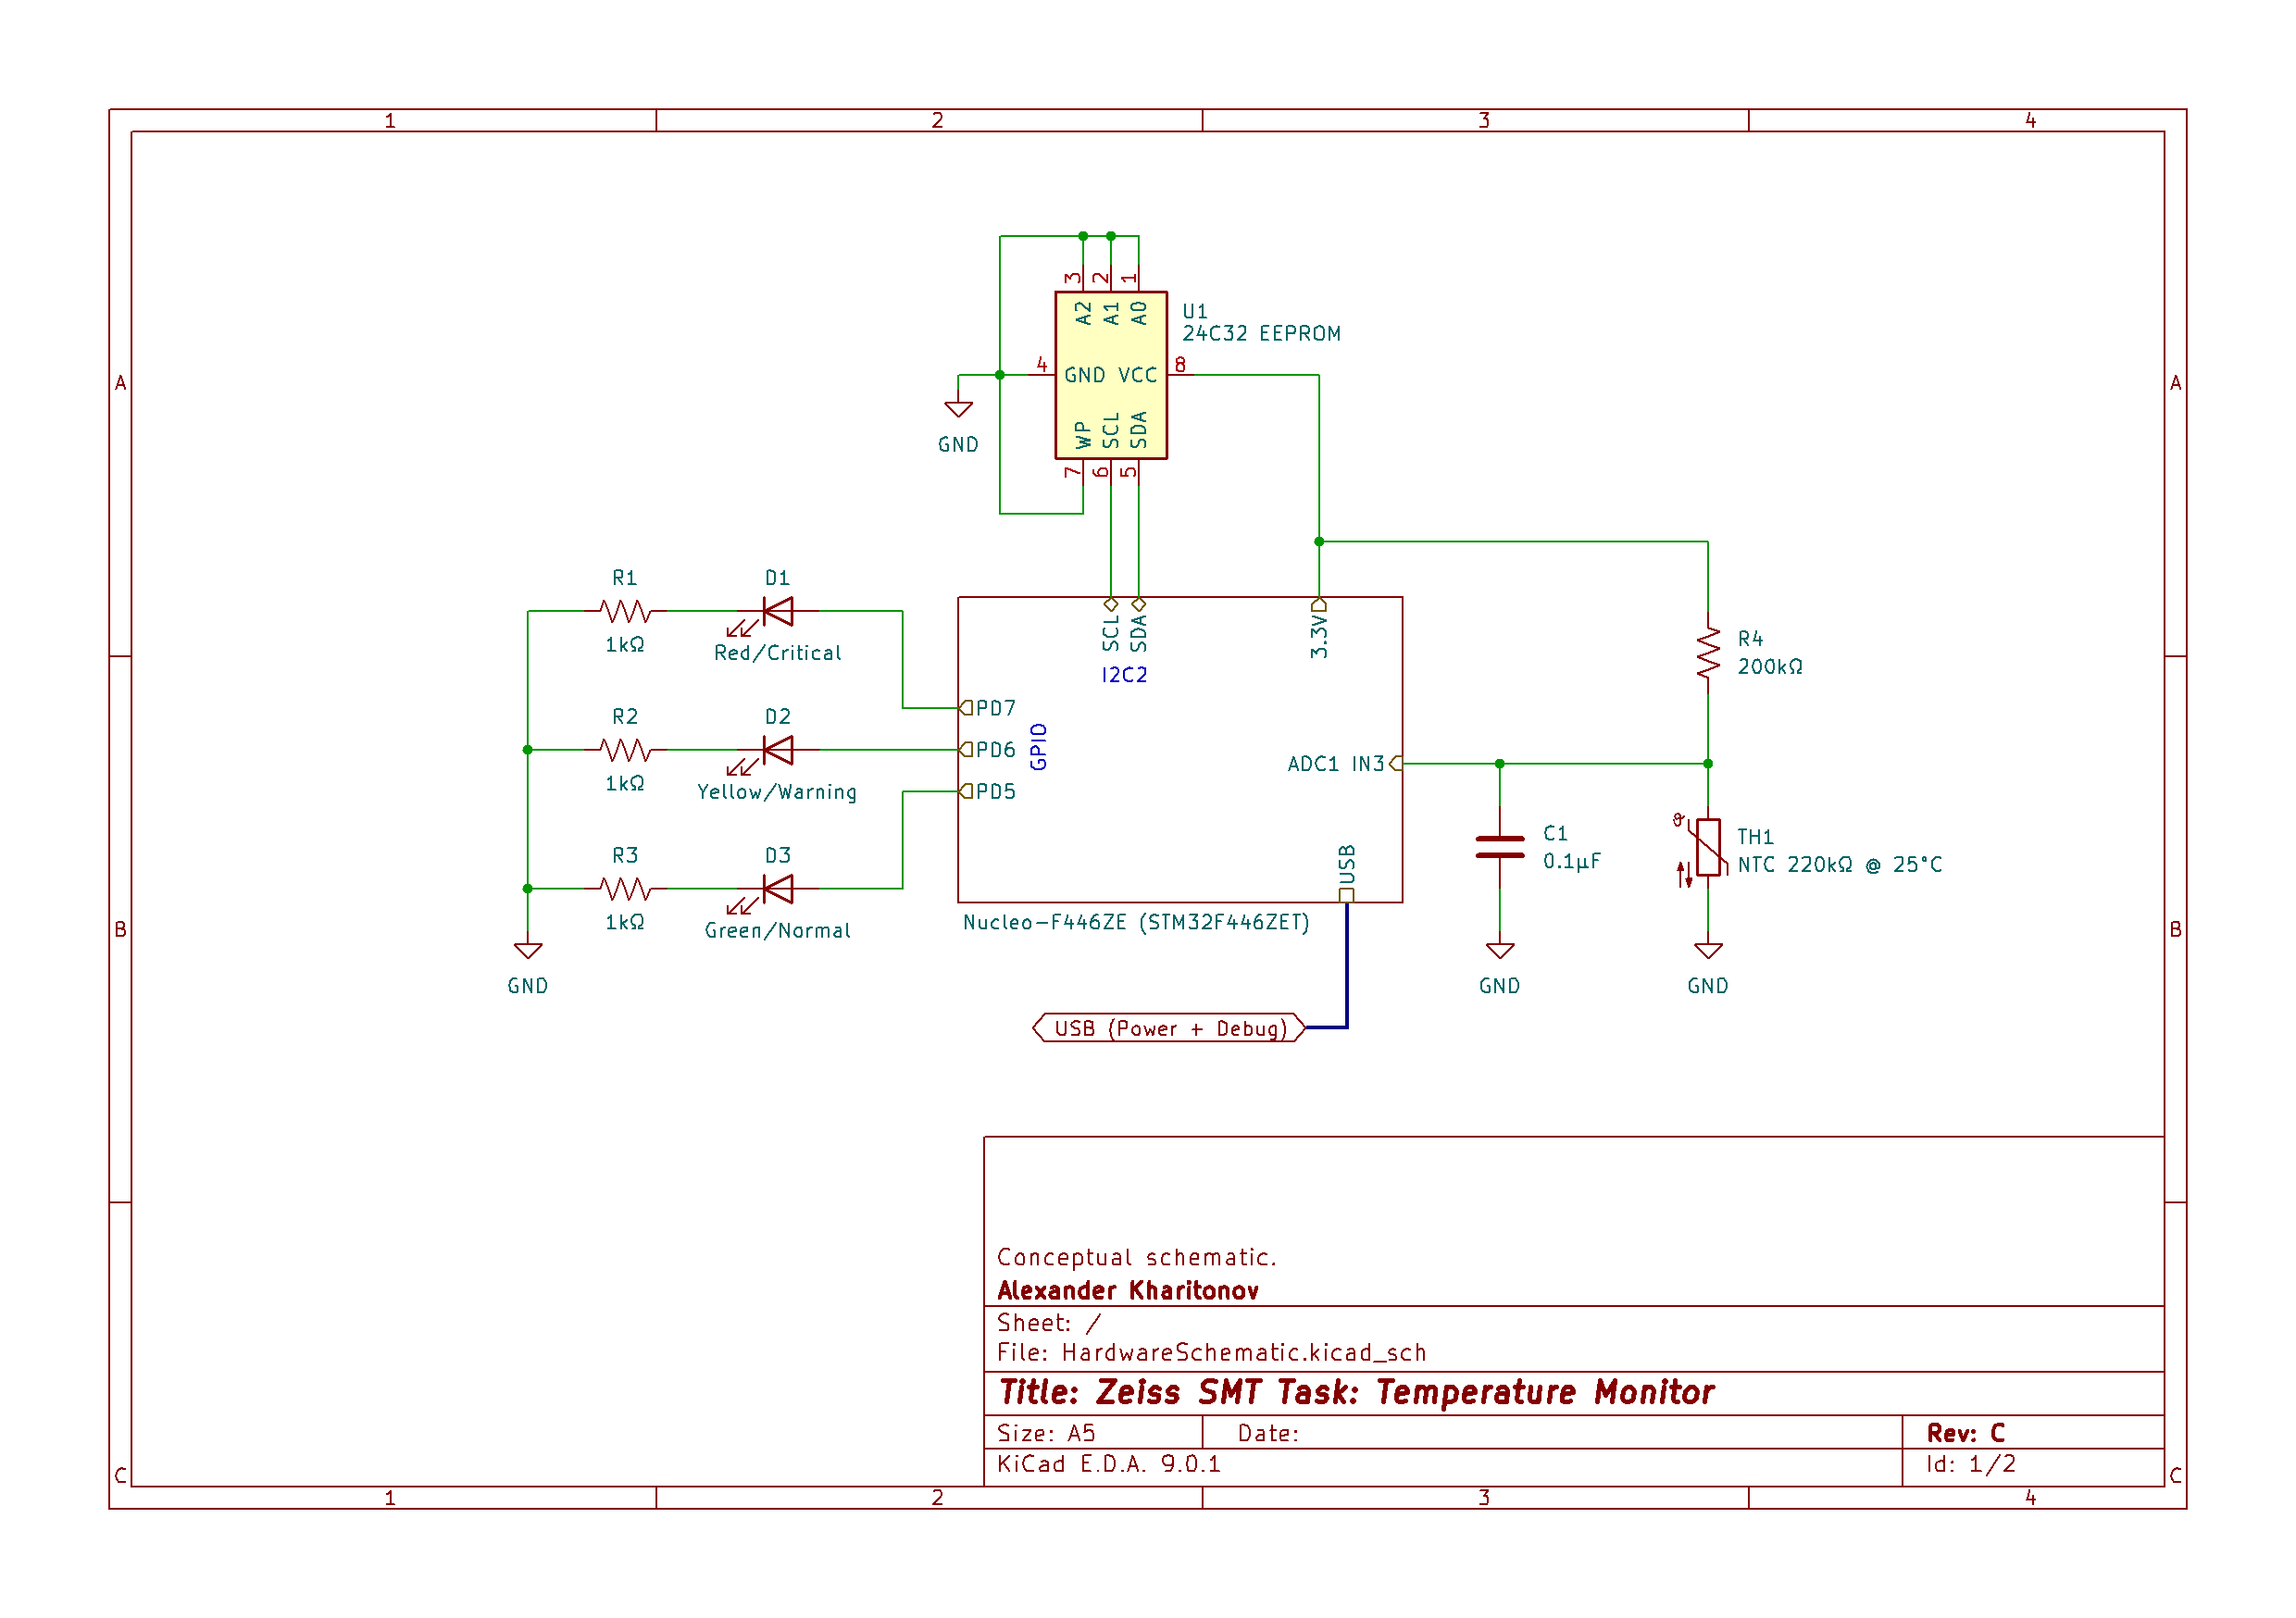 1 2 3 4
A
A
3 2 1
A2 A1 A0
U1
24C32 EEPROM
4 GND VCC 8
GND
WP SCL SDA
7 6 5
R1 D1
1kΩ Red/Critical
R2 D2
1kΩ Yellow/Warning
R3 D3
1kΩ Green/Normal
GND
SCL SDA
I2C2
3.3V
PD7
PD6
PD5
GPIO
ADC1 IN3
USB
Nucleo-F446ZE (STM32F446ZET)
USB (Power + Debug)
R4
200kΩ
C1
0.1µF
GND
θ
TH1
NTC 220kΩ @ 25°C
GND
B
B
Conceptual schematic.
Alexander Kharitonov
Sheet: /
File: HardwareSchematic.kicad_sch
Title: Zeiss SMT Task: Temperature Monitor
Size: A5 Date: Rev: C
KiCad E.D.A. 9.0.1 Id: 1/2
C
C
1 2 3 4